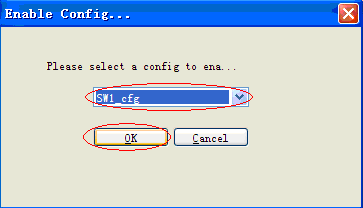 Enable Config...
Please select a config to ena...
SW1_cfg
OK
Cancel